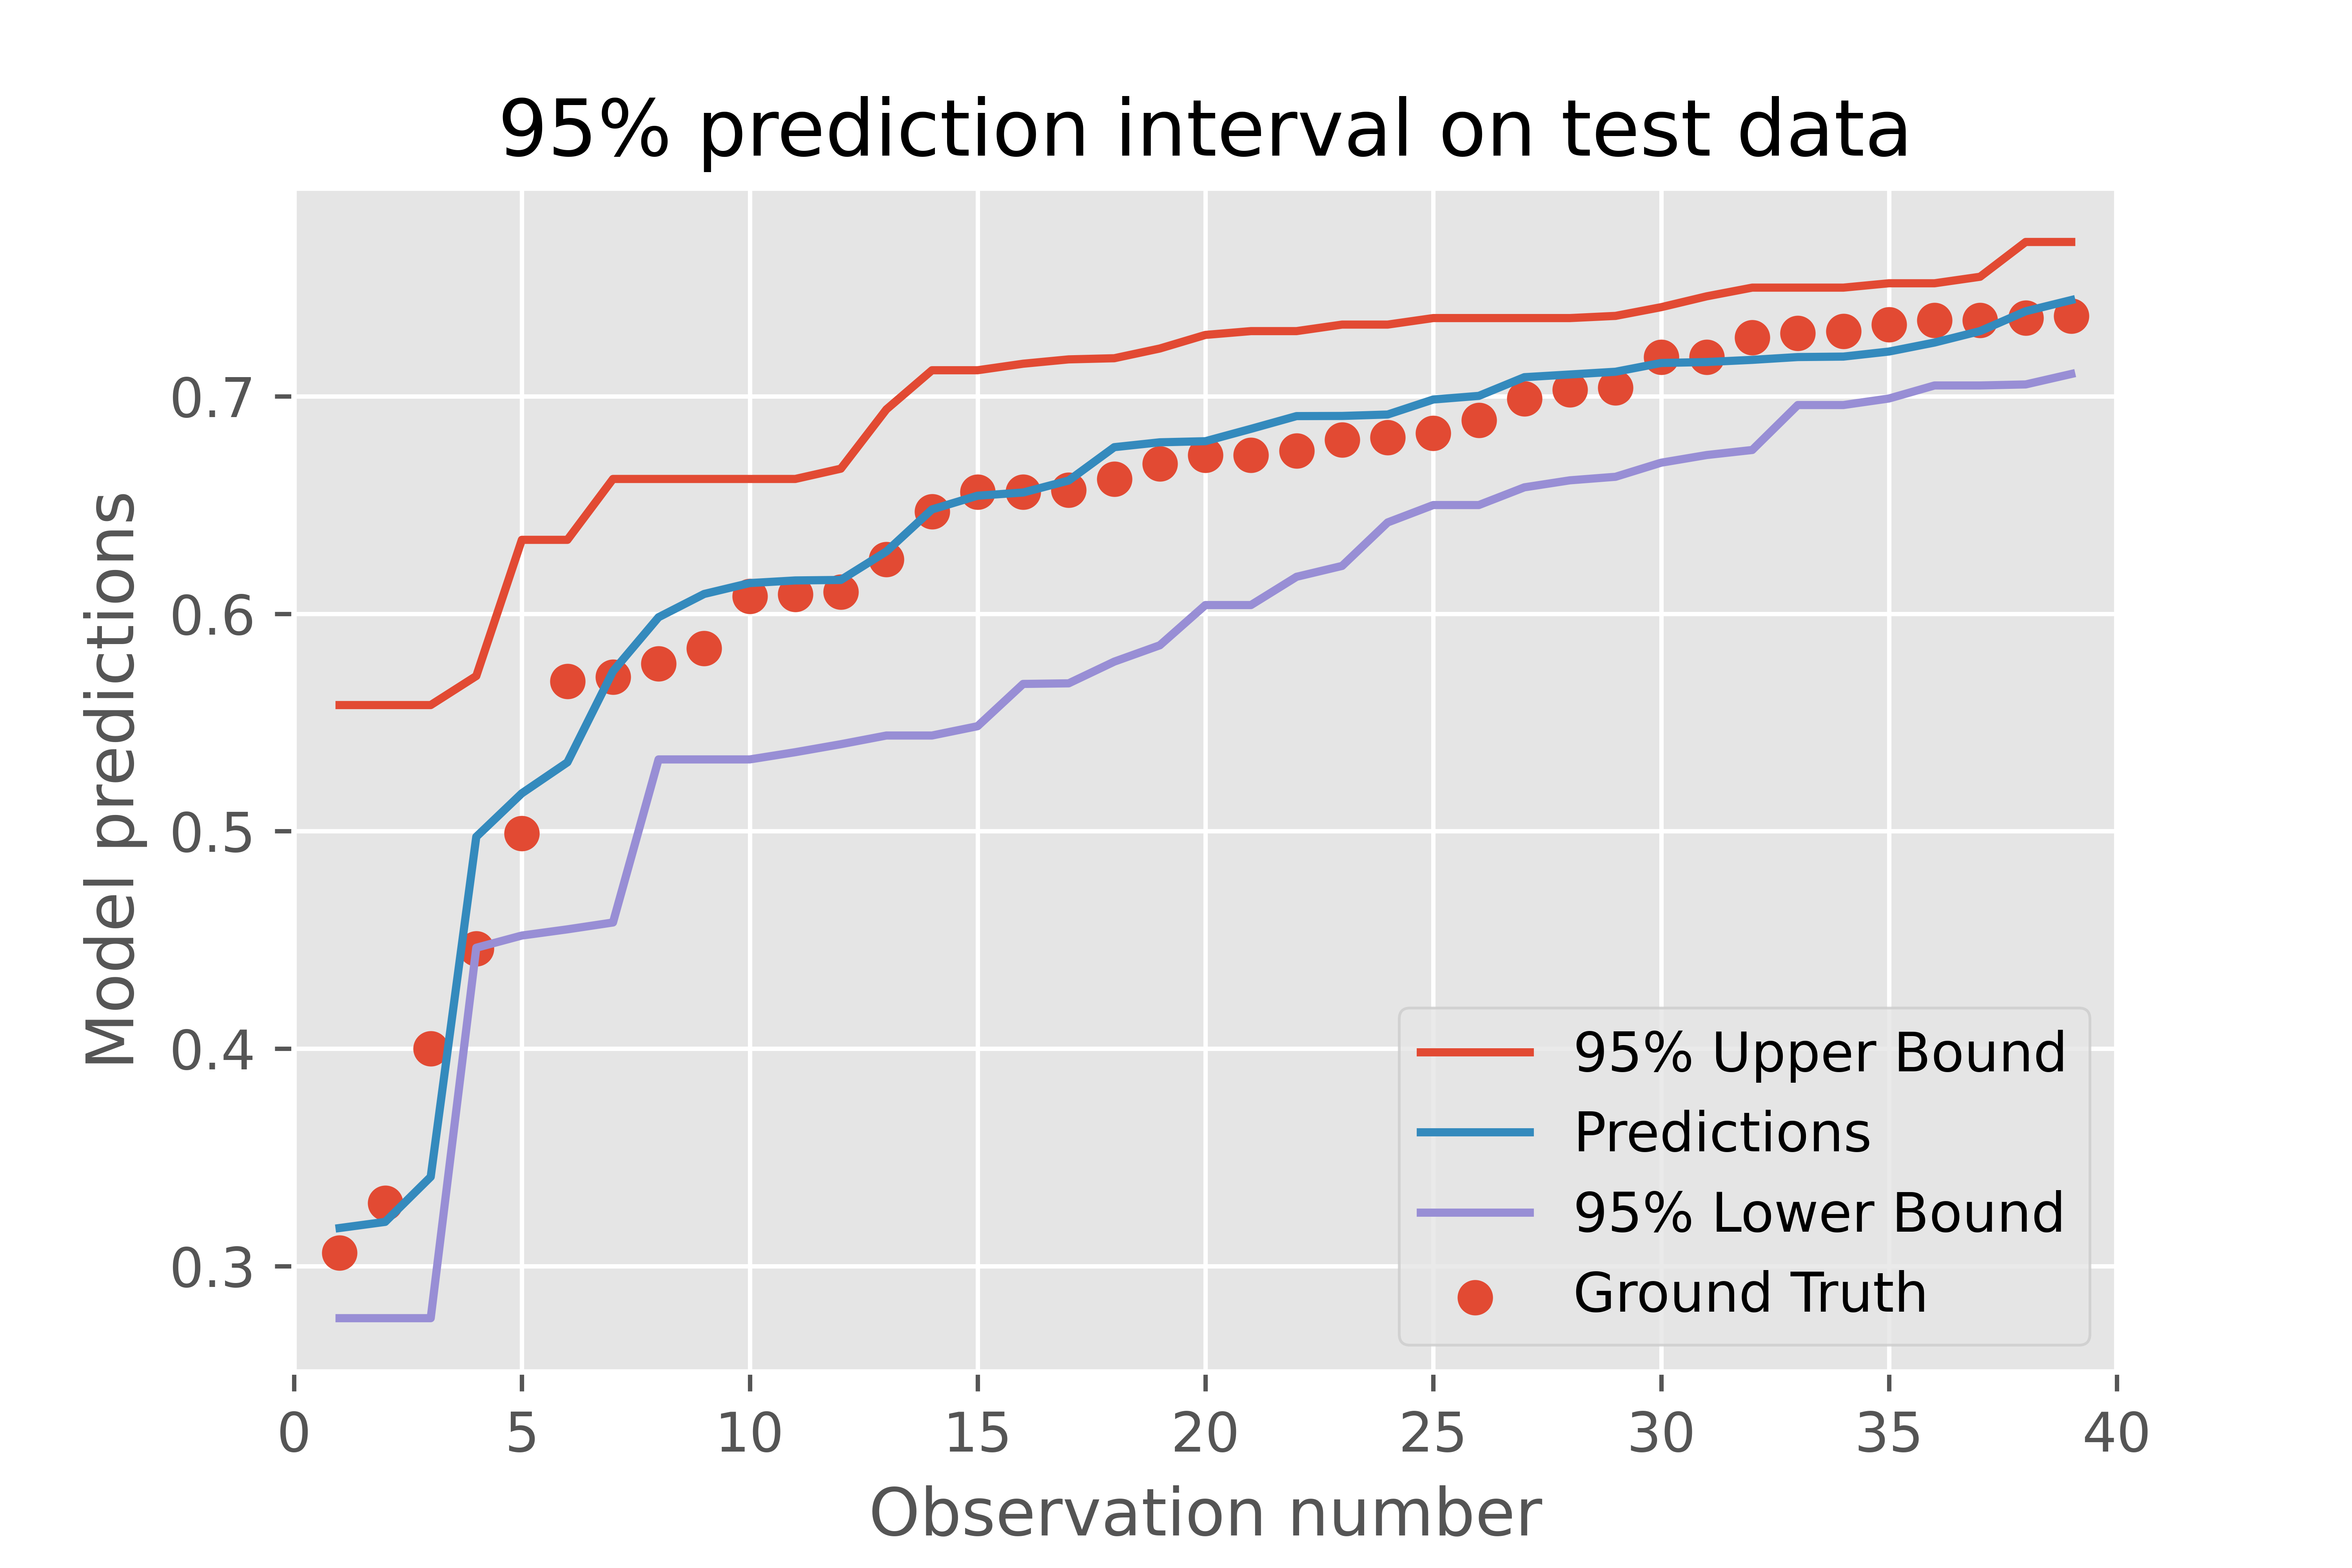 95% prediction interval on test data
Model predictions
0.7
0.6
0.5
0.4
0.3
0 5 10 15 20 25 30 35 40
Observation number
95% Upper Bound
Predictions
95% Lower Bound
Ground Truth